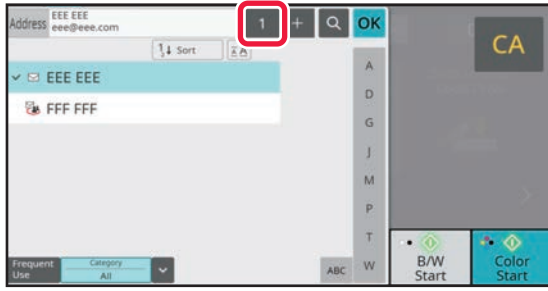 Address EEE EEE
eee@eee.com
1
OK
CA
Sort
EEE EEE
FFF FFF
A
D
G
J
M
P
T
W
Frequent
Use
Category
All
ABC
B/W
Start
Color
Start